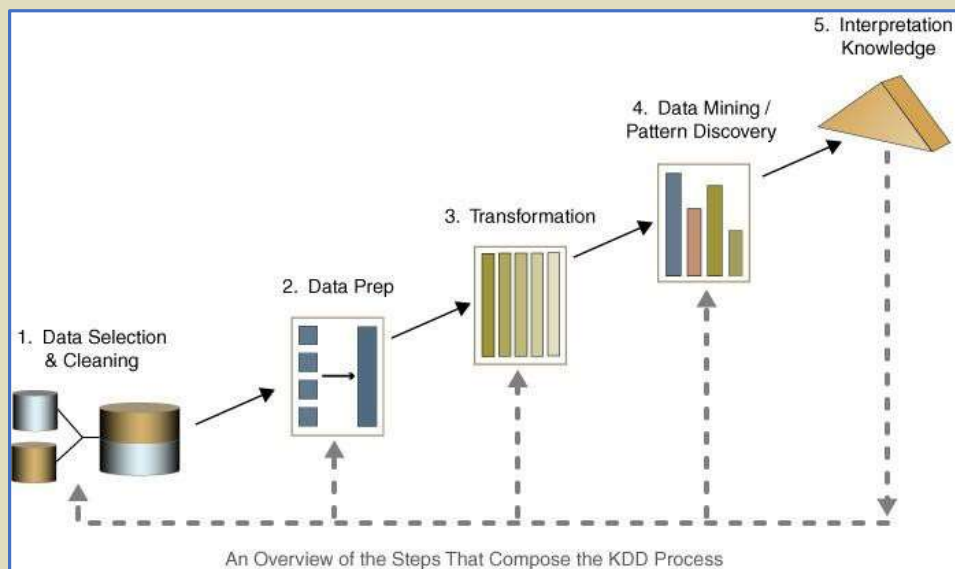 5. Interpretation
Knowledge
4. Data Mining /
Pattern Discovery
3. Transformation
2. Data Prep
1. Data Selection
& Cleaning
An Overview of the Steps That Compose the KDD Process